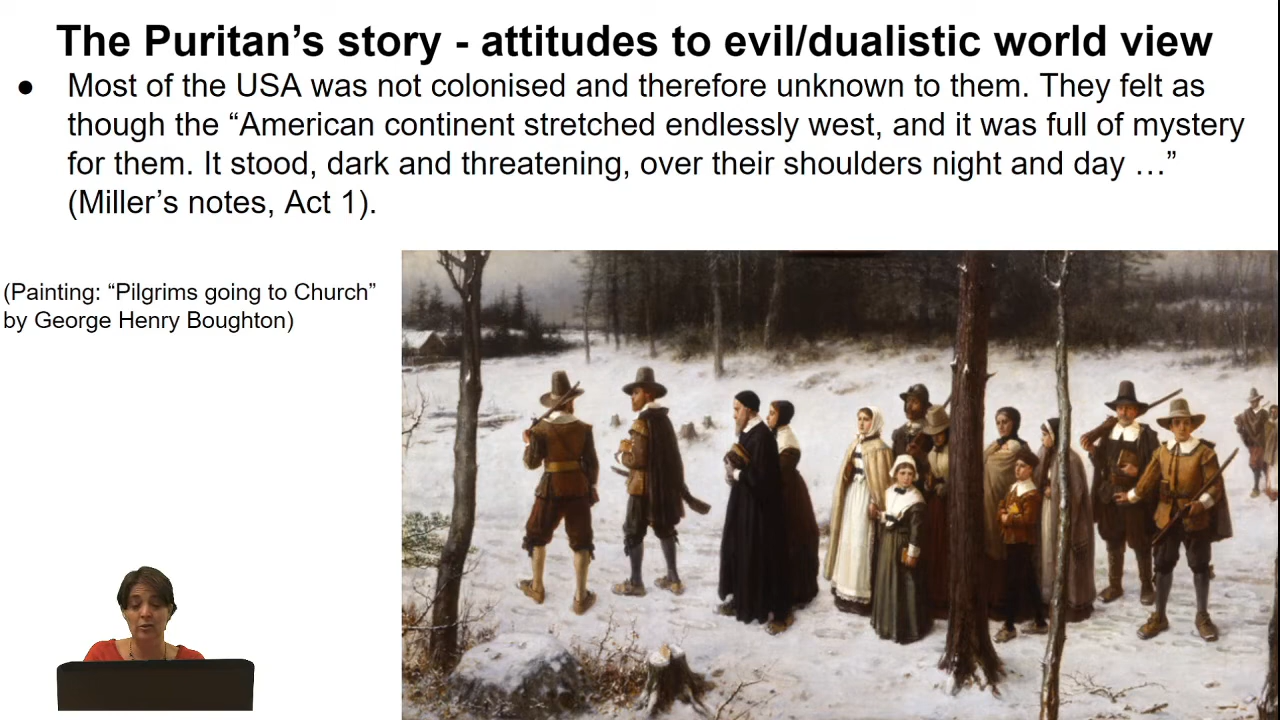 The Puritan’s story - attitudes to evil/dualistic world view
● Most of the USA was not colonised and therefore unknown to them. They felt as
though the “American continent stretched endlessly west, and it was full of mystery
for them. It stood, dark and threatening, over their shoulders night and day …”
(Miller’s notes, Act 1).
(Painting: “Pilgrims going to Church”
by George Henry Boughton)